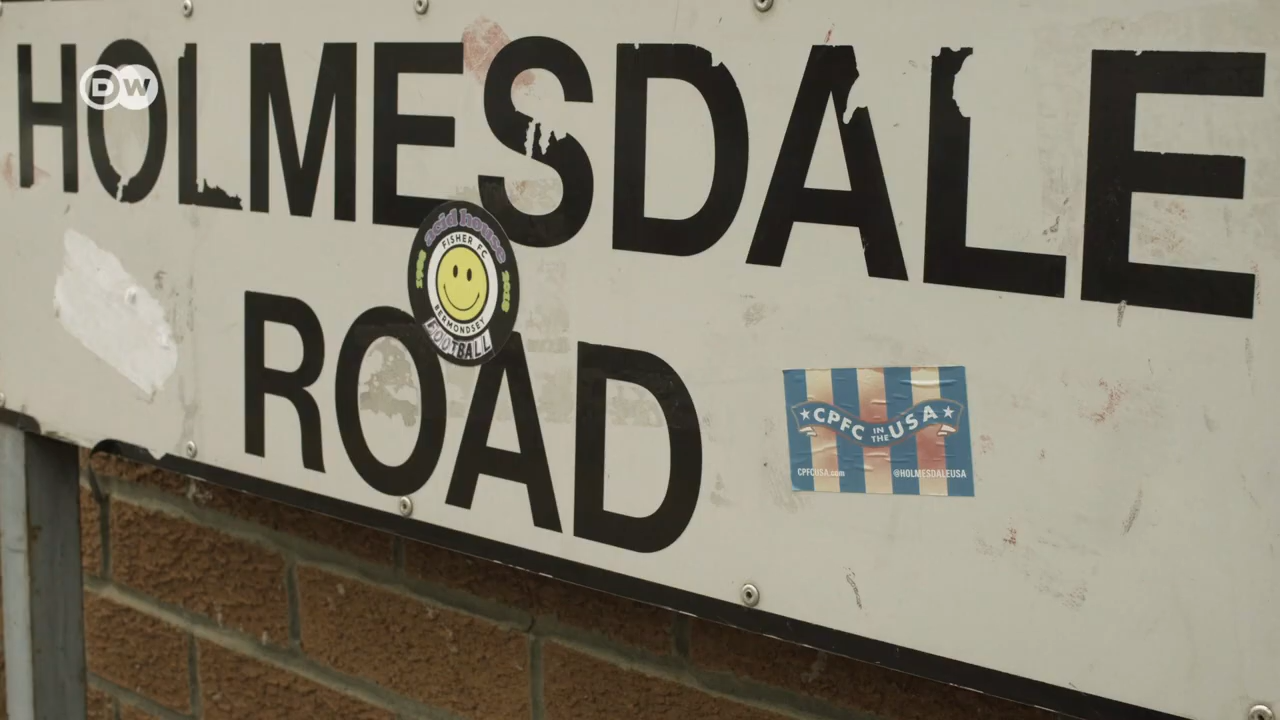 HOLMESDALE
DW
ROAD
acid house
FISHER FC
BERMONDSEY
FOOTBALL
CPFC IN THE USA
CPFCUSA.com
@HOLMESDALEUSA